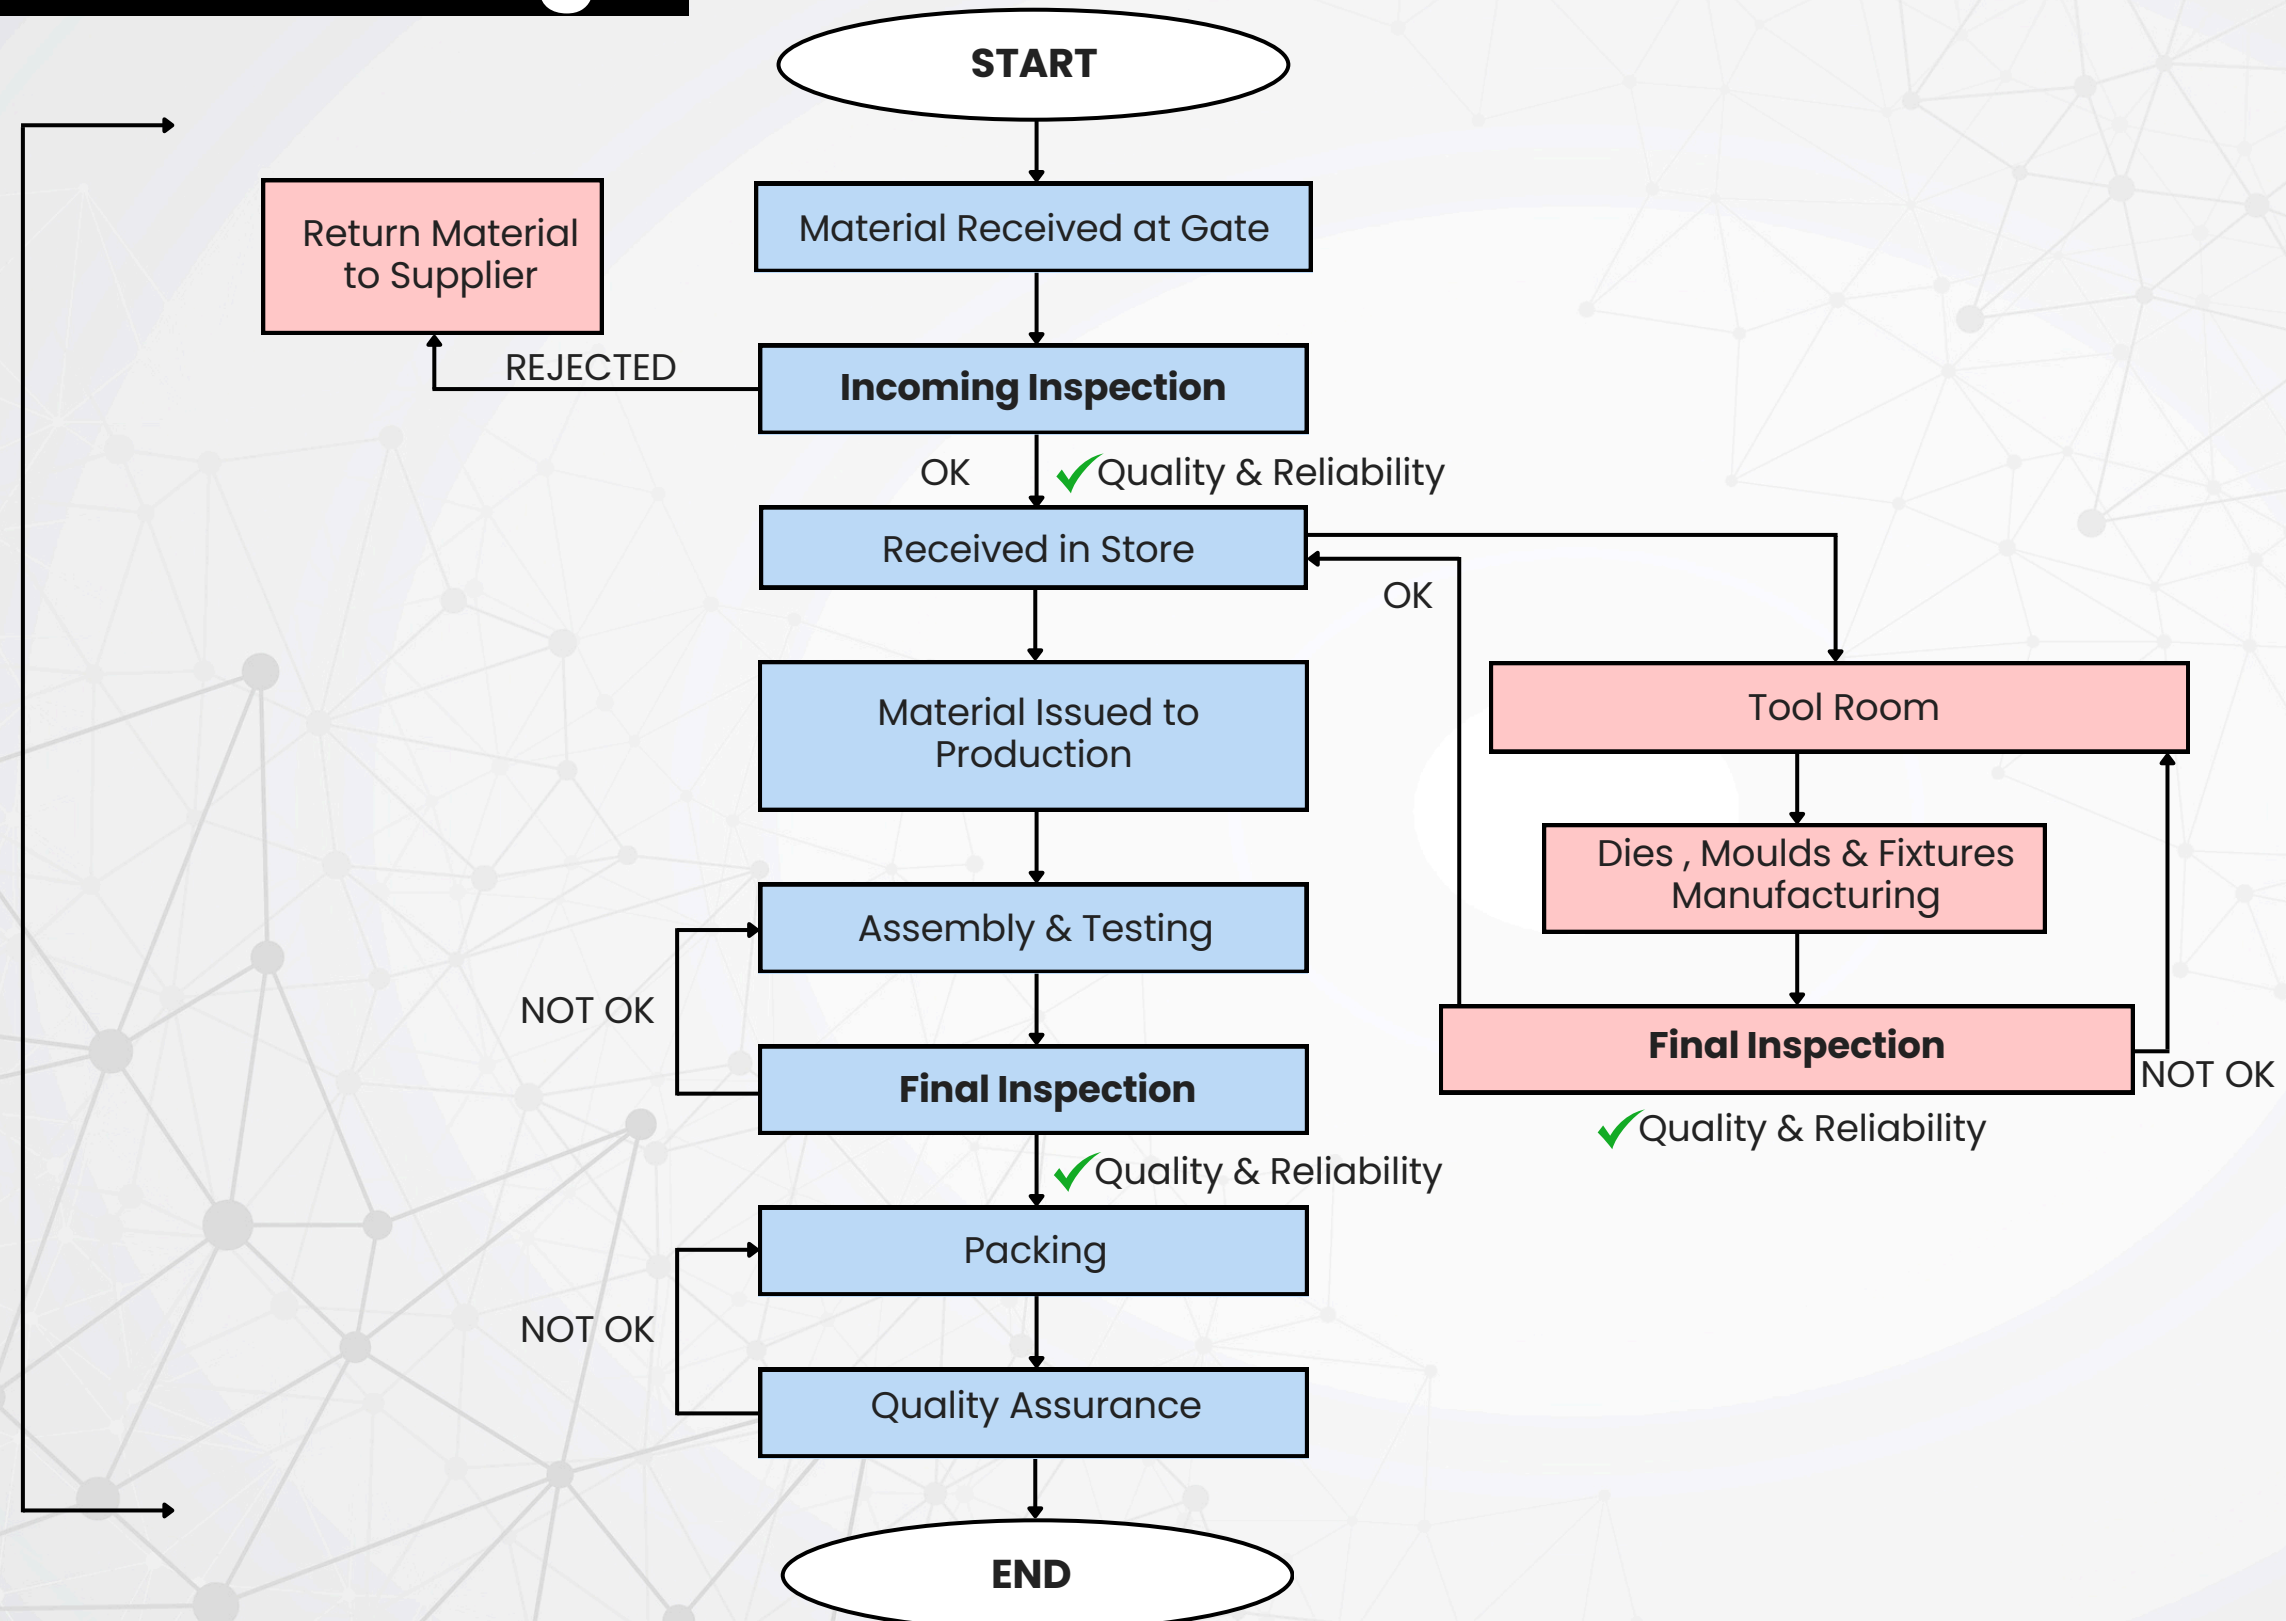 START
Material Received at Gate
Return Material
to Supplier
REJECTED
Incoming Inspection
OK
Quality & Reliability
Received in Store
OK
Material Issued to
Production
Tool Room
Dies , Moulds & Fixtures
Manufacturing
Assembly & Testing
NOT OK
Final Inspection
Final Inspection
NOT OK
Quality & Reliability
Quality & Reliability
Packing
NOT OK
Quality Assurance
END